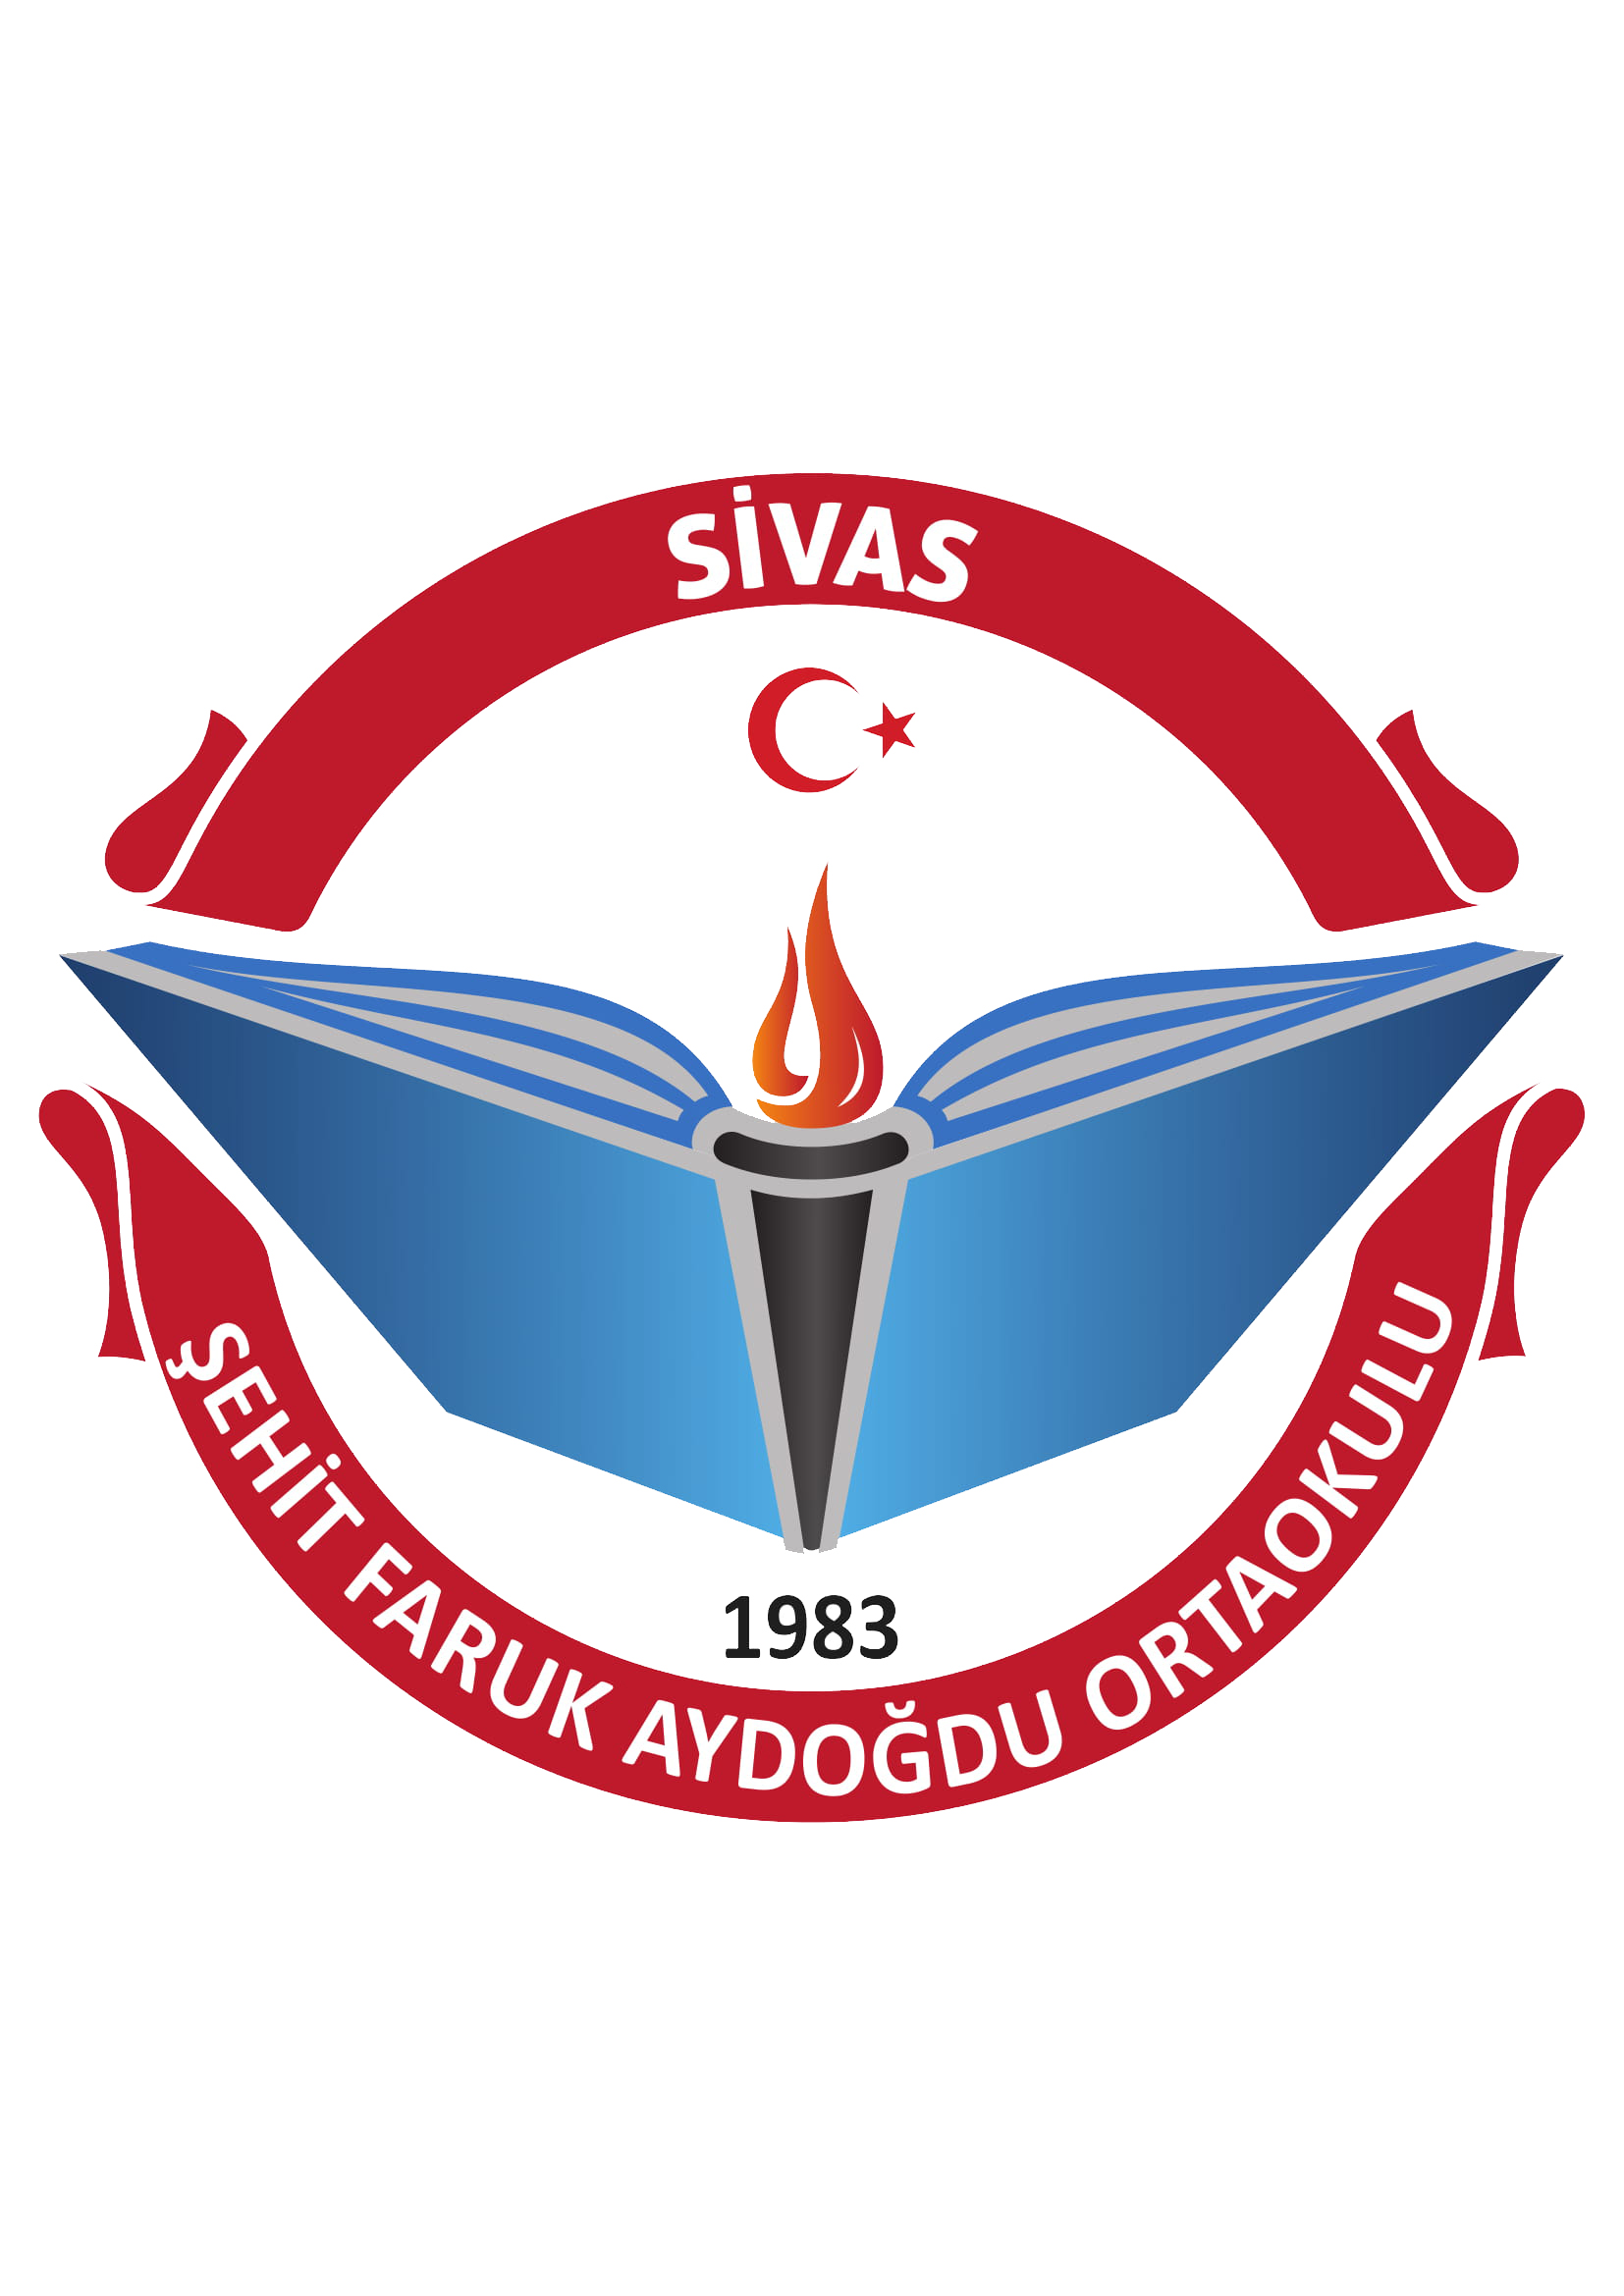 SİVAS
1983
ŞEHİT FARUK AYDOĞDU ORTAOKULU